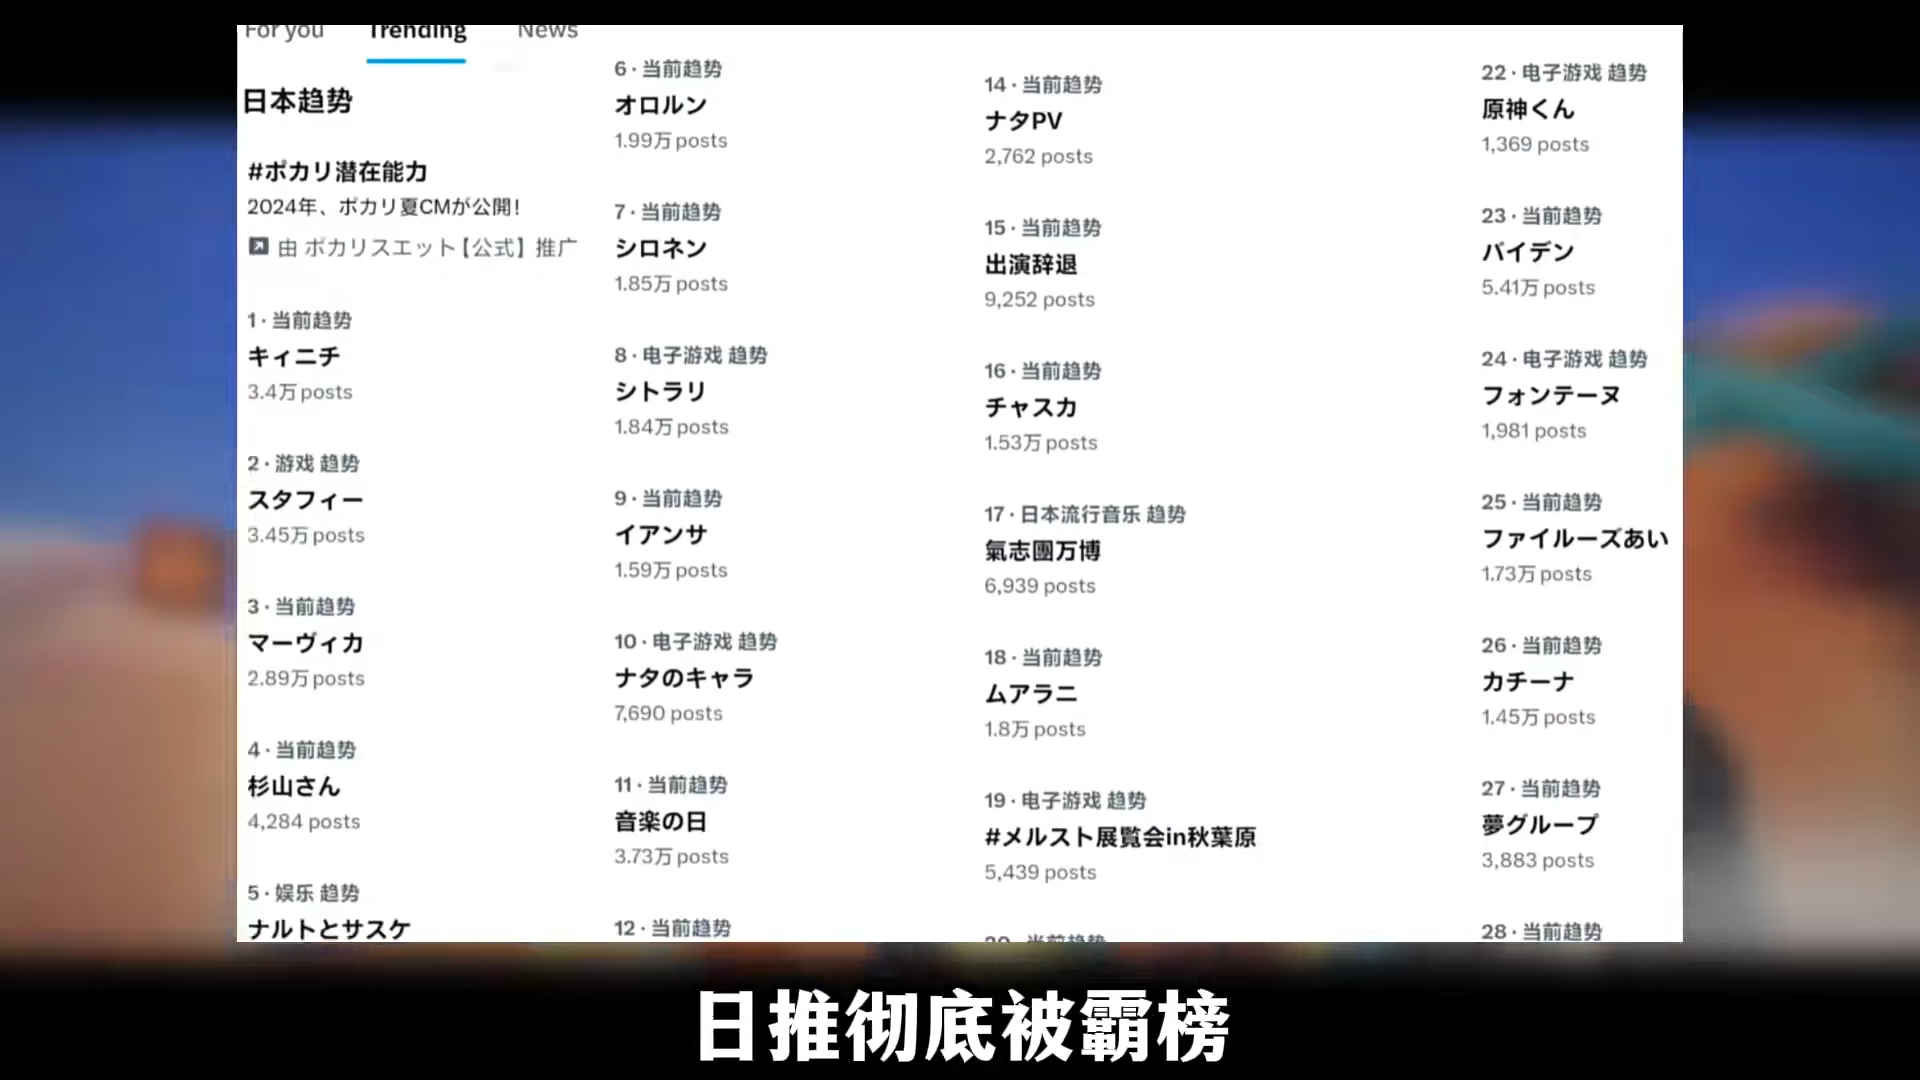 For you
Trending
News
日本趋势
#ポカリ潜在能力
2024年、ポカリ夏CMが公開!
由 ポカリスエット【公式】推广
1 · 当前趋势
キィニチ
3.4万 posts
2 · 游戏 趋势
スタフィー
3.45万 posts
3 · 当前趋势
マーヴィカ
2.89万 posts
4 · 当前趋势
杉山さん
4,284 posts
5 · 娱乐 趋势
ナルトとサスケ
6 · 当前趋势
オロルン
1.99万 posts
7 · 当前趋势
シロネン
1.85万 posts
8 · 电子游戏 趋势
シトラリ
1.84万 posts
9 · 当前趋势
イアンサ
1.59万 posts
10 · 电子游戏 趋势
ナタのキャラ
7,690 posts
11 · 当前趋势
音楽の日
3.73万 posts
12 · 当前趋势
14 · 当前趋势
ナタPV
2,762 posts
15 · 当前趋势
出演辞退
9,252 posts
16 · 当前趋势
チャスカ
1.53万 posts
17 · 日本流行音乐 趋势
氣志團万博
6,939 posts
18 · 当前趋势
ムアラニ
1.8万 posts
19 · 电子游戏 趋势
#メルスト展覧会in秋葉原
5,439 posts
20 · 当前趋势
22 · 电子游戏 趋势
原神くん
1,369 posts
23 · 当前趋势
バイデン
5.41万 posts
24 · 电子游戏 趋势
フォンテーヌ
1,981 posts
25 · 当前趋势
ファイルーズあい
1.73万 posts
26 · 当前趋势
カチーナ
1.45万 posts
27 · 当前趋势
夢グループ
3,883 posts
28 · 当前趋势
日推彻底被霸榜